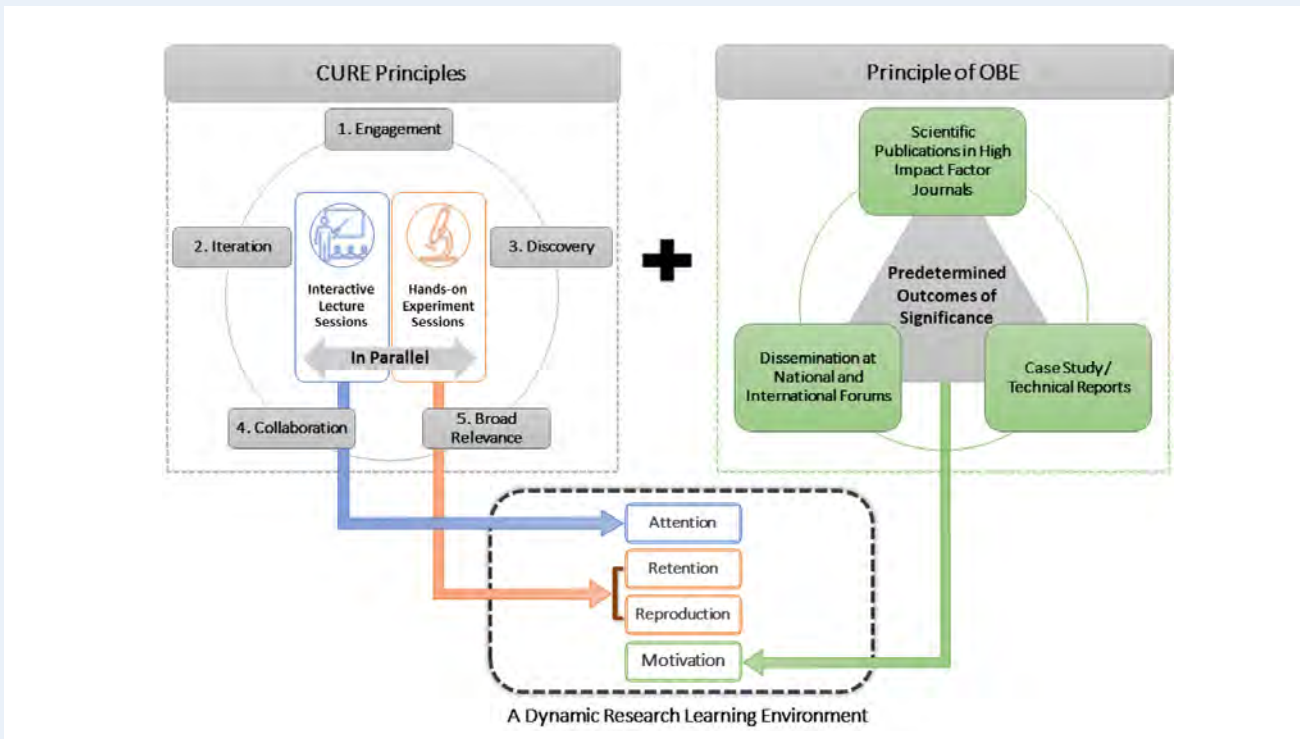 CURE Principles
1. Engagement
2. Iteration
3. Discovery
Interactive
Lecture
Sessions
Hands-on
Experiment
Sessions
In Parallel
4. Collaboration
5. Broad
Relevance
Principle of OBE
Scientific
Publications in High
Impact Factor
Journals
Predetermined
Outcomes of
Significance
Dissemination at
National and
International Forums
Case Study/
Technical Reports
Attention
Retention
Reproduction
Motivation
A Dynamic Research Learning Environment